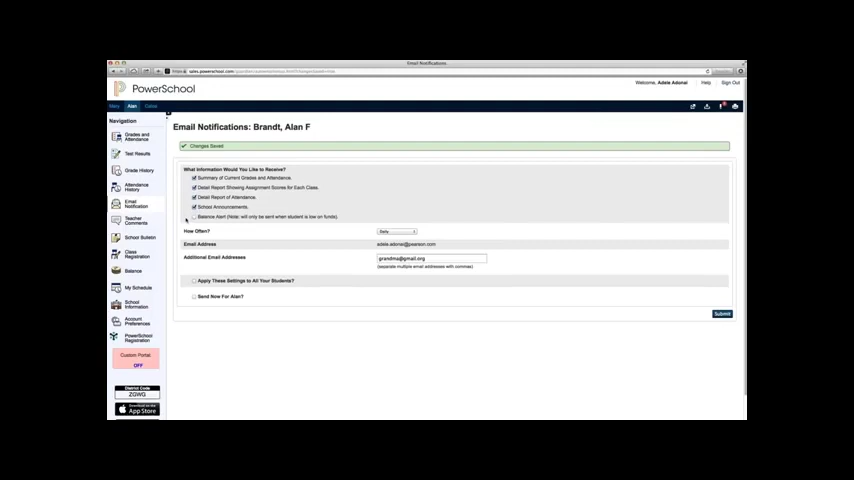 Email Notifications
Welcome, Adele Adonai
Help
Sign Out
PowerSchool
Mary
Alan
Navigation
Email Notifications: Brandt, Alan F
Changes Saved
Grades and
Attendance
Test Results
Grade History
Attendance
History
Email
Notification
Teacher
Comments
School Bulletin
Class
Registration
Balance
My Schedule
School
Information
Account
Preferences
PowerSchool
Registration
Custom Portal:
OFF
District Code
ZGWG
Download on the
App Store
What Information Would You Like to Receive?
Summary of Current Grades and Attendance.
Detail Report Showing Assignment Scores for Each Class.
Detail Report of Attendance.
School Announcements.
Balance Alert (Note: will only be sent when student is low on funds).
How Often?
Daily
Email Address
adele.adonai@pearson.com
Additional Email Addresses
grandma@gmail.org
(separate multiple email addresses with commas)
Apply These Settings to All Your Students?
Send Now For Alan?
Submit